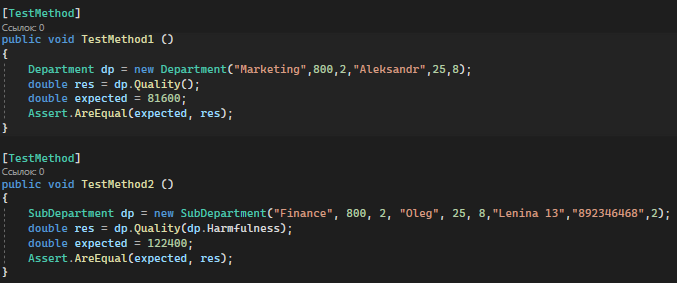 [TestMethod]
Ссылок: 0
public void TestMethod1 ()
{
Department dp = new Department("Marketing",800,2,"Aleksandr",25,8);
double res = dp.Quality();
double expected = 81600;
Assert.AreEqual(expected, res);
}
[TestMethod]
Ссылок: 0
public void TestMethod2 ()
{
SubDepartment dp = new SubDepartment("Finance", 800, 2, "Oleg", 25, 8,"Lenina 13","892346468",2);
double res = dp.Quality(dp.Harmfulness);
double expected = 122400;
Assert.AreEqual(expected, res);
}